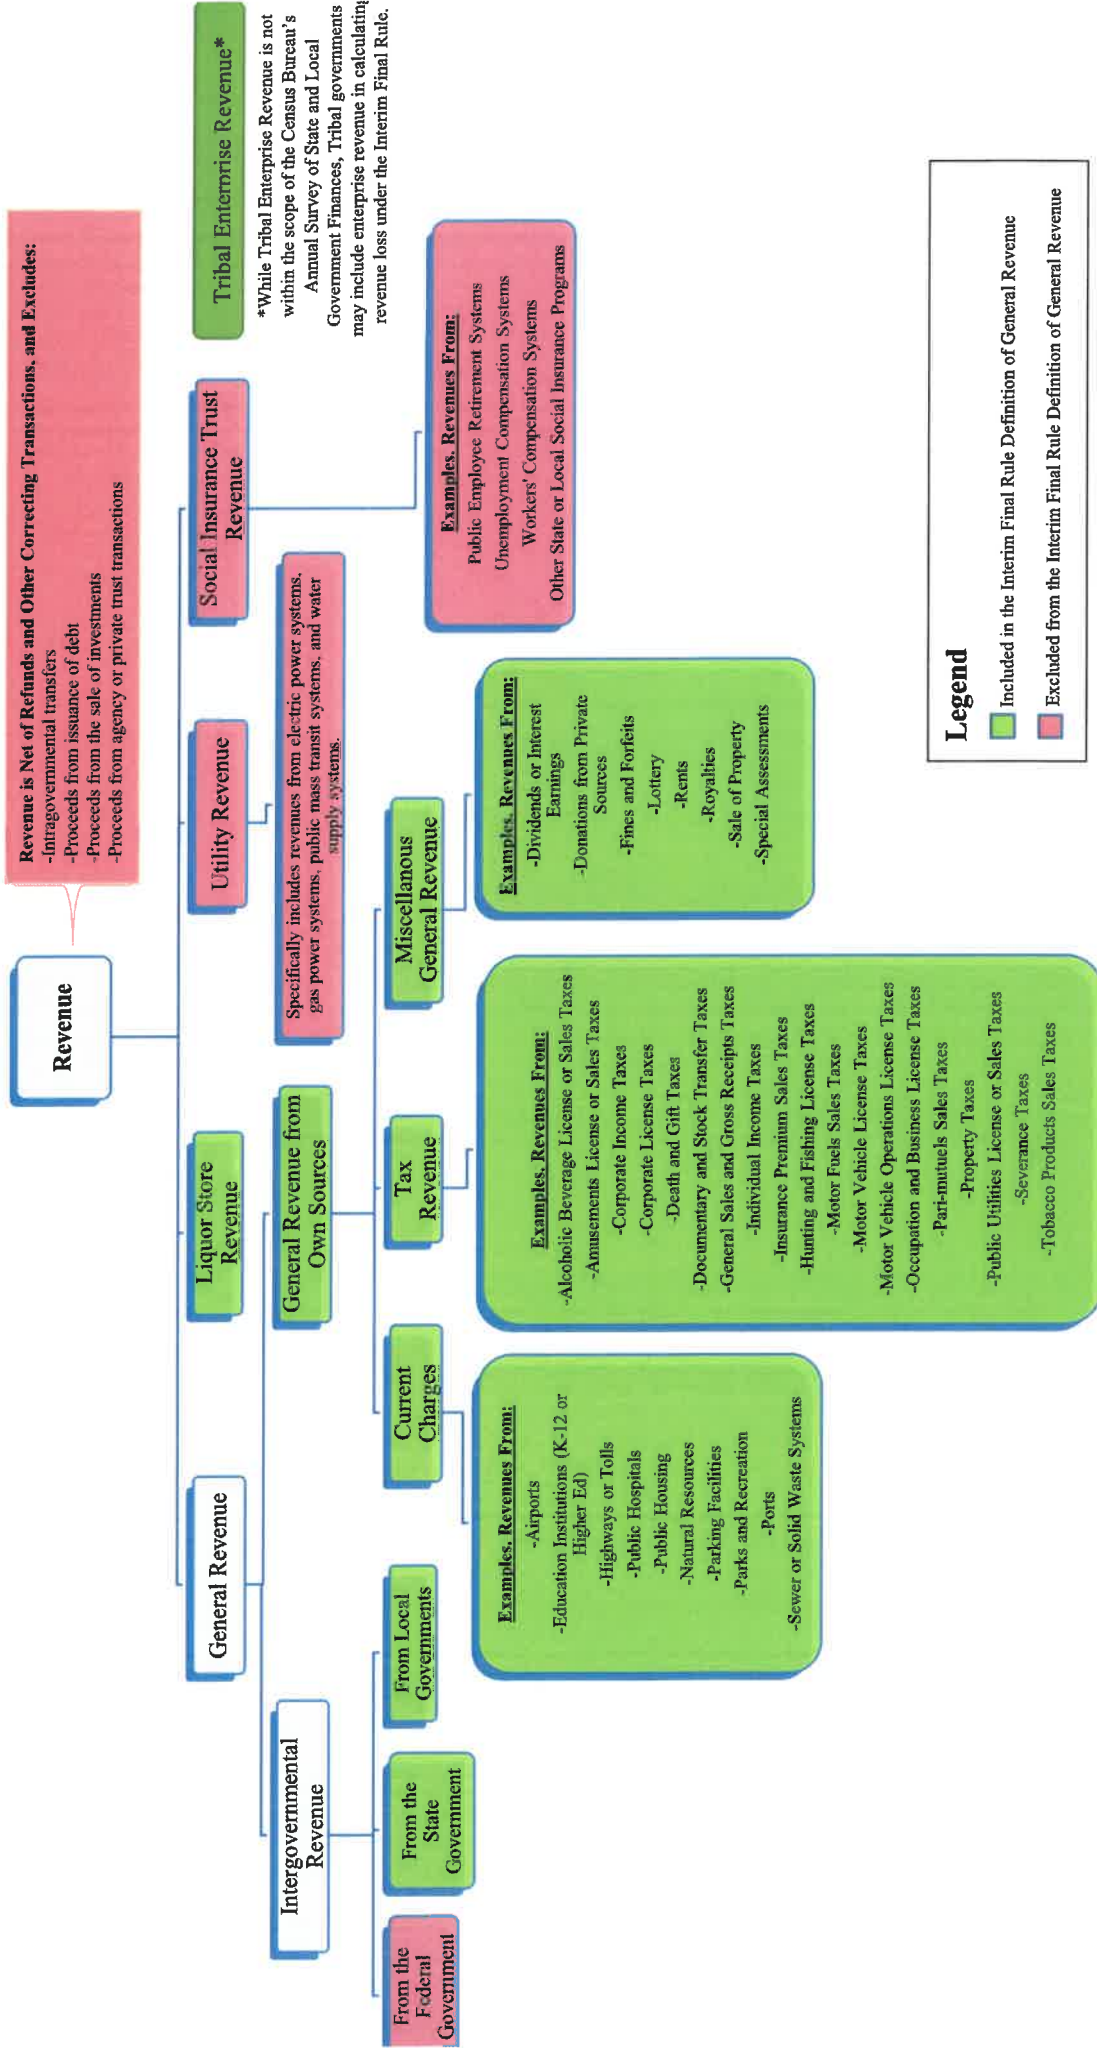 Revenue
Revenue is Net of Refunds and Other Correcting Transactions, and Excludes:
-Intragovernmental transfers
-Proceeds from issuance of debt
-Proceeds from the sale of investments
-Proceeds from agency or private trust transactions
General Revenue
Liquor Store
Revenue
Utility Revenue
Social Insurance Trust
Revenue
Tribal Enterprise Revenue*
*While Tribal Enterprise Revenue is not
within the scope of the Census Bureau's
Annual Survey of State and Local
Government Finances, Tribal governments
may include enterprise revenue in calculating
revenue loss under the Interim Final Rule.
Intergovernmental
Revenue
General Revenue from
Own Sources
Specifically includes revenues from electric power systems,
gas power systems, public mass transit systems, and water
supply systems.
Examples, Revenues From:
Public Employee Retirement Systems
Unemployment Compensation Systems
Workers' Compensation Systems
Other State or Local Social Insurance Programs
From the
Federal
Government
From the
State
Government
From Local
Governments
Current
Charges
Tax
Revenue
Miscellanous
General Revenue
Examples, Revenues From:
-Airports
-Education Institutions (K-12 or
Higher Ed)
-Highways or Tolls
-Public Hospitals
-Public Housing
-Natural Resources
-Parking Facilities
-Parks and Recreation
-Ports
-Sewer or Solid Waste Systems
Examples, Revenues From:
-Alcoholic Beverage License or Sales Taxes
-Amusements License or Sales Taxes
-Corporate Income Taxes
-Corporate License Taxes
-Death and Gift Taxes
-Documentary and Stock Transfer Taxes
-General Sales and Gross Receipts Taxes
-Individual Income Taxes
-Insurance Premium Sales Taxes
-Hunting and Fishing License Taxes
-Motor Fuels Sales Taxes
-Motor Vehicle License Taxes
-Motor Vehicle Operations License Taxes
-Occupation and Business License Taxes
-Pari-mutuels Sales Taxes
-Property Taxes
-Public Utilities License or Sales Taxes
-Severance Taxes
-Tobacco Products Sales Taxes
Examples, Revenues From:
-Dividends or Interest
Earnings
-Donations from Private
Sources
-Fines and Forfeits
-Lottery
-Rents
-Royalties
-Sale of Property
-Special Assessments
Legend
Included in the Interim Final Rule Definition of General Revenue
Excluded from the Interim Final Rule Definition of General Revenue